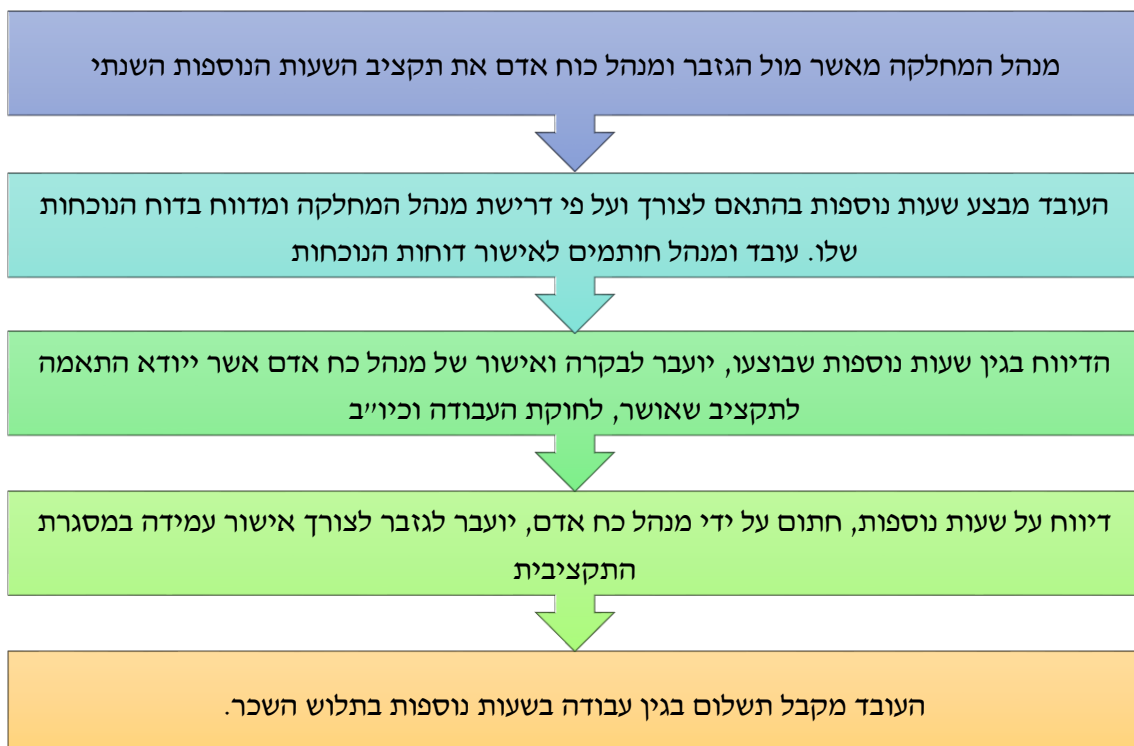 מנהל המחלקה מאשר מול הגזבר ומנהל כוח אדם את תקציב השעות הנוספות השנתי
העובד מבצע שעות נוספות בהתאם לצורך ועל פי דרישת מנהל המחלקה ומדווח בדוח הנוכחות
שלו. עובד ומנהל חותמים לאישור דוחות הנוכחות
הדיווח בגין שעות נוספות שבוצעו, יועבר לבקרה ואישור של מנהל כח אדם אשר ייודא התאמה
לתקציב שאושר, לחוקת העבודה וכיו״ב
דיווח על שעות נוספות, חתום על ידי מנהל כח אדם, יועבר לגזבר לצורך אישור עמידה במסגרת
התקציבית
העובד מקבל תשלום בגין עבודה בשעות נוספות בתלוש השכר.